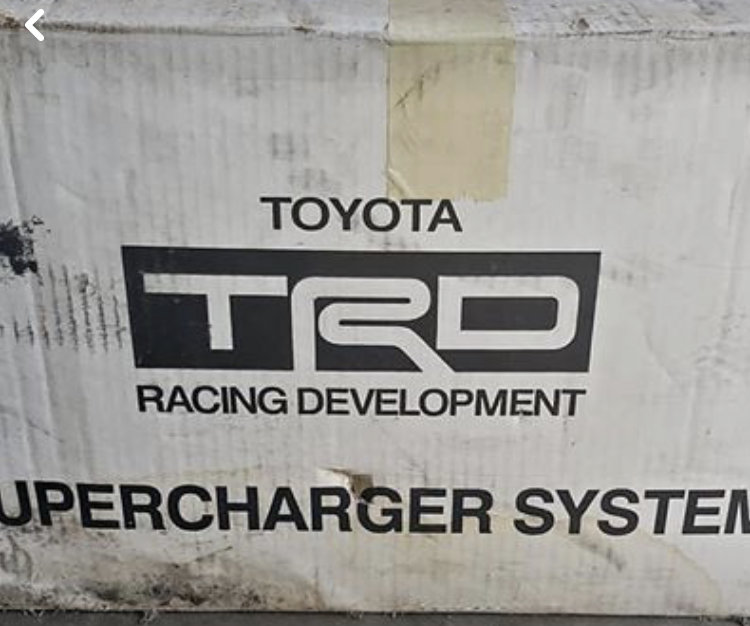 TOYOTA
TRD
RACING DEVELOPMENT
UPERCHARGER SYSTEM